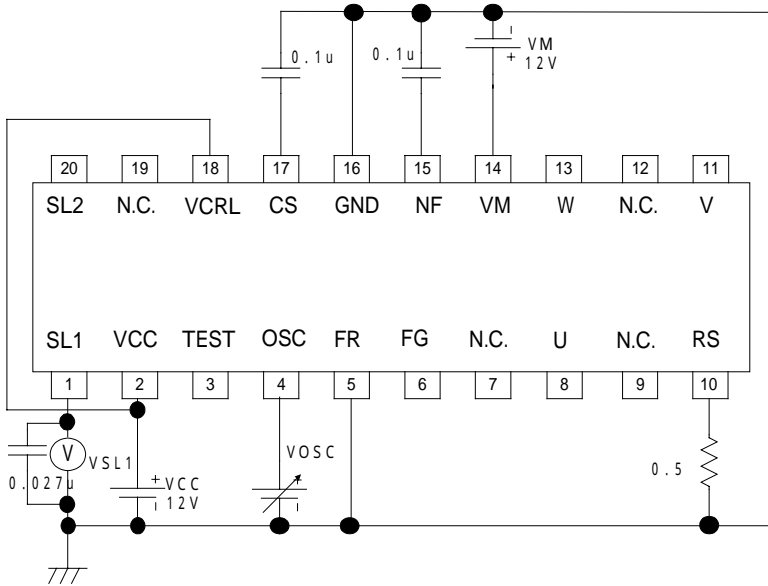 0.1u
0.1u
- VM
+ 12V
20 19 18 17 16 15 14 13 12 11
SL2 N.C. VCRL CS GND NF VM W N.C. V
SL1 VCC TEST OSC FR FG N.C. U N.C. RS
1 2 3 4 5 6 7 8 9 10
V
VSL1
0.027u
+ VCC
- 12V
VOSC
+
-
0.5